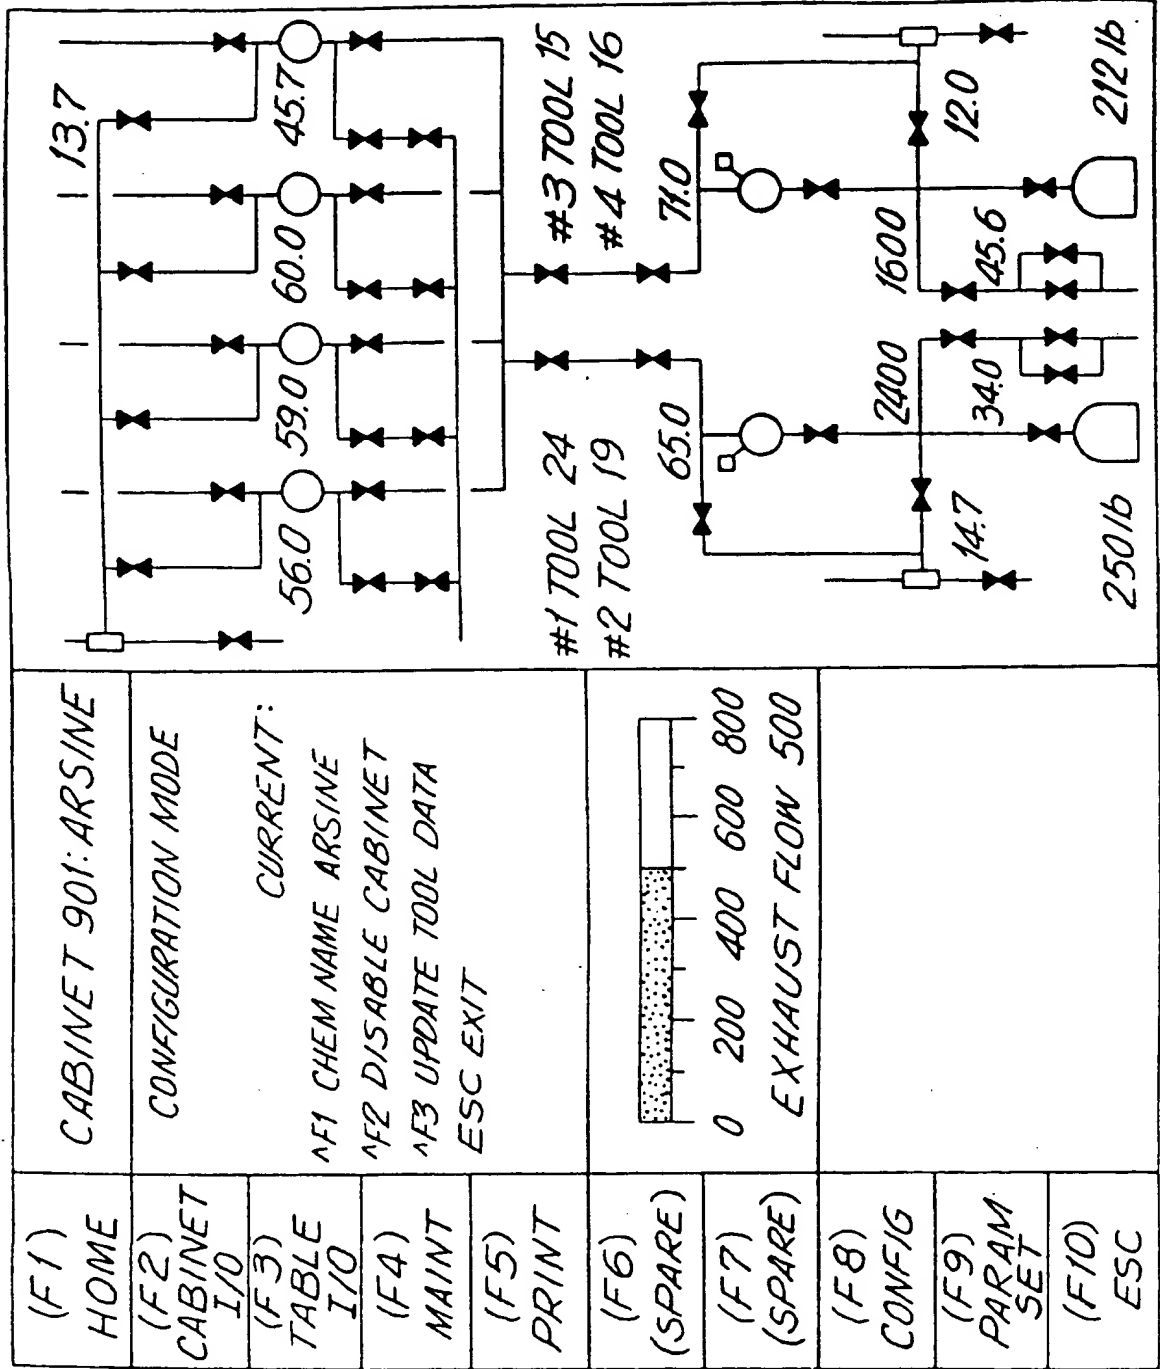 (F1)
HOME
(F2)
CABINET
I/O
(F3)
TABLE
I/O
(F4)
MAINT
(F5)
PRINT
(F6)
(SPARE)
(F7)
(SPARE)
(F8)
CONFIG
(F9)
PARAM
SET
(F10)
ESC
CABINET 901: ARSINE
CONFIGURATION MODE
CURRENT:
^F1 CHEM NAME ARSINE
^F2 DISABLE CABINET
^F3 UPDATE TOOL DATA
ESC EXIT
0 200 400 600 800
EXHAUST FLOW 500
13.7
56.0 59.0 60.0 45.7
#1 TOOL 24 #3 TOOL 15
#2 TOOL 19 #4 TOOL 16
65.0 71.0
2400 1600
14.7 34.0 45.6 12.0
250 lb 212 lb